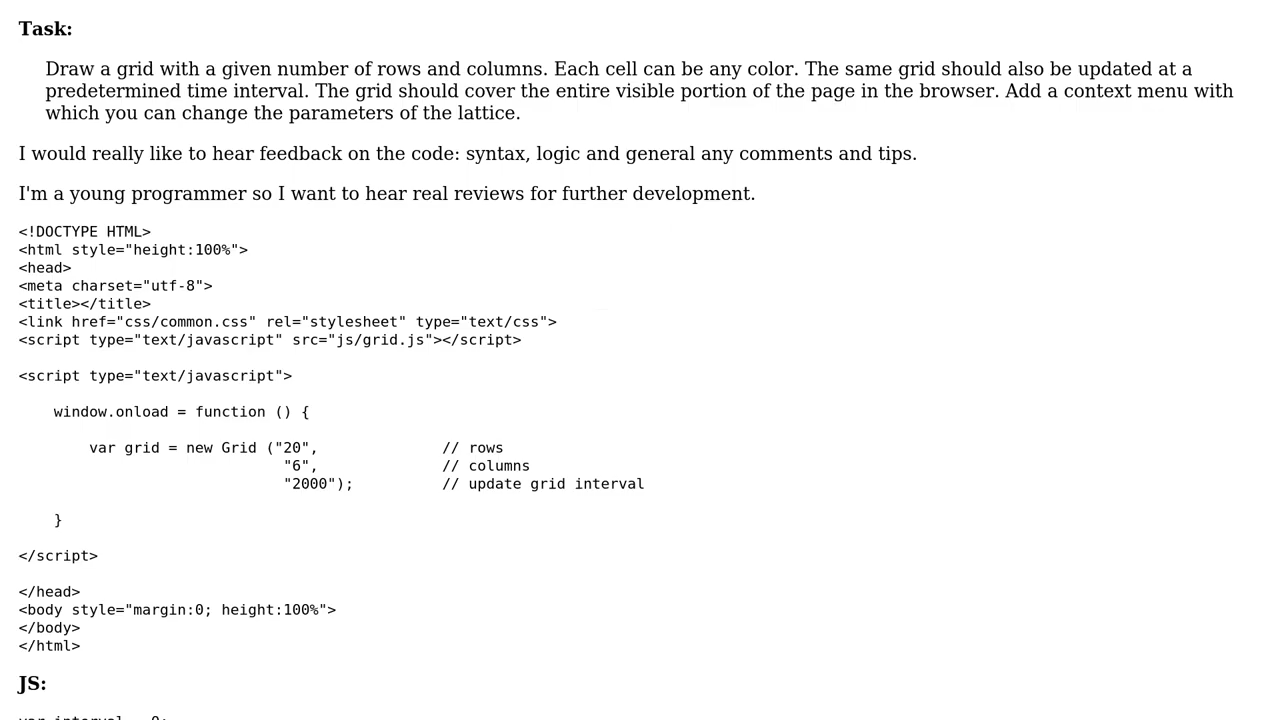 Task:
Draw a grid with a given number of rows and columns. Each cell can be any color. The same grid should also be updated at a
predetermined time interval. The grid should cover the entire visible portion of the page in the browser. Add a context menu with
which you can change the parameters of the lattice.
I would really like to hear feedback on the code: syntax, logic and general any comments and tips.
I'm a young programmer so I want to hear real reviews for further development.
<!DOCTYPE HTML>
<html style="height:100%">
<head>
<meta charset="utf-8">
<title></title>
<link href="css/common.css" rel="stylesheet" type="text/css">
<script type="text/javascript" src="js/grid.js"></script>
<script type="text/javascript">
window.onload = function () {
var grid = new Grid ("20", // rows
"6", // columns
"2000"); // update grid interval
}
</script>
</head>
<body style="margin:0; height:100%">
</body>
</html>
JS:
var interval = 0;